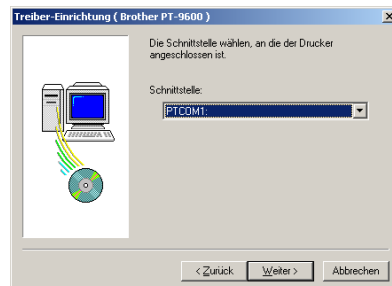 Treiber-Einrichtung ( Brother PT-9600 )
Die Schnittstelle wählen, an die der Drucker
angeschlossen ist.
Schnittstelle:
PTCOM1:
< Zurück
Weiter >
Abbrechen